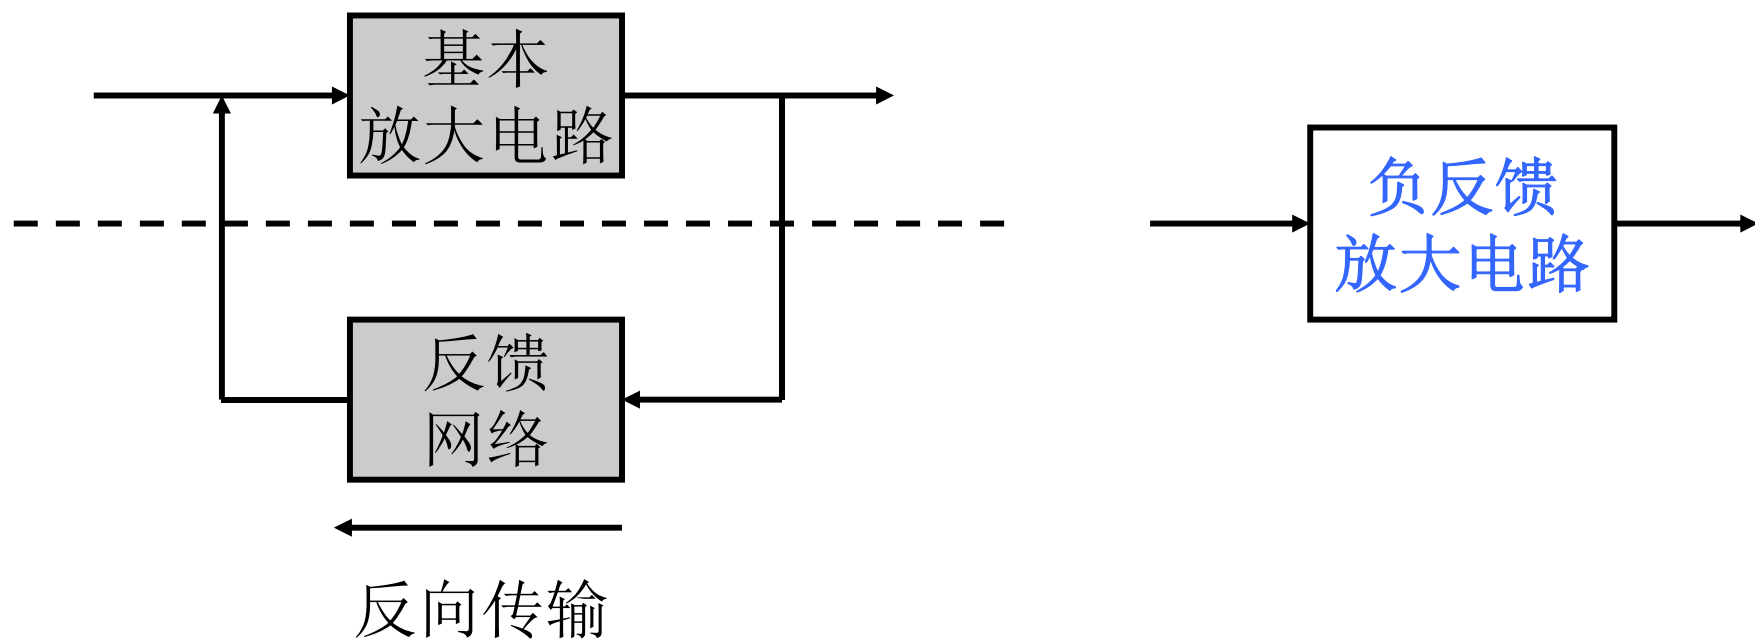 基本
放大电路
反馈
网络
反向传输
负反馈
放大电路